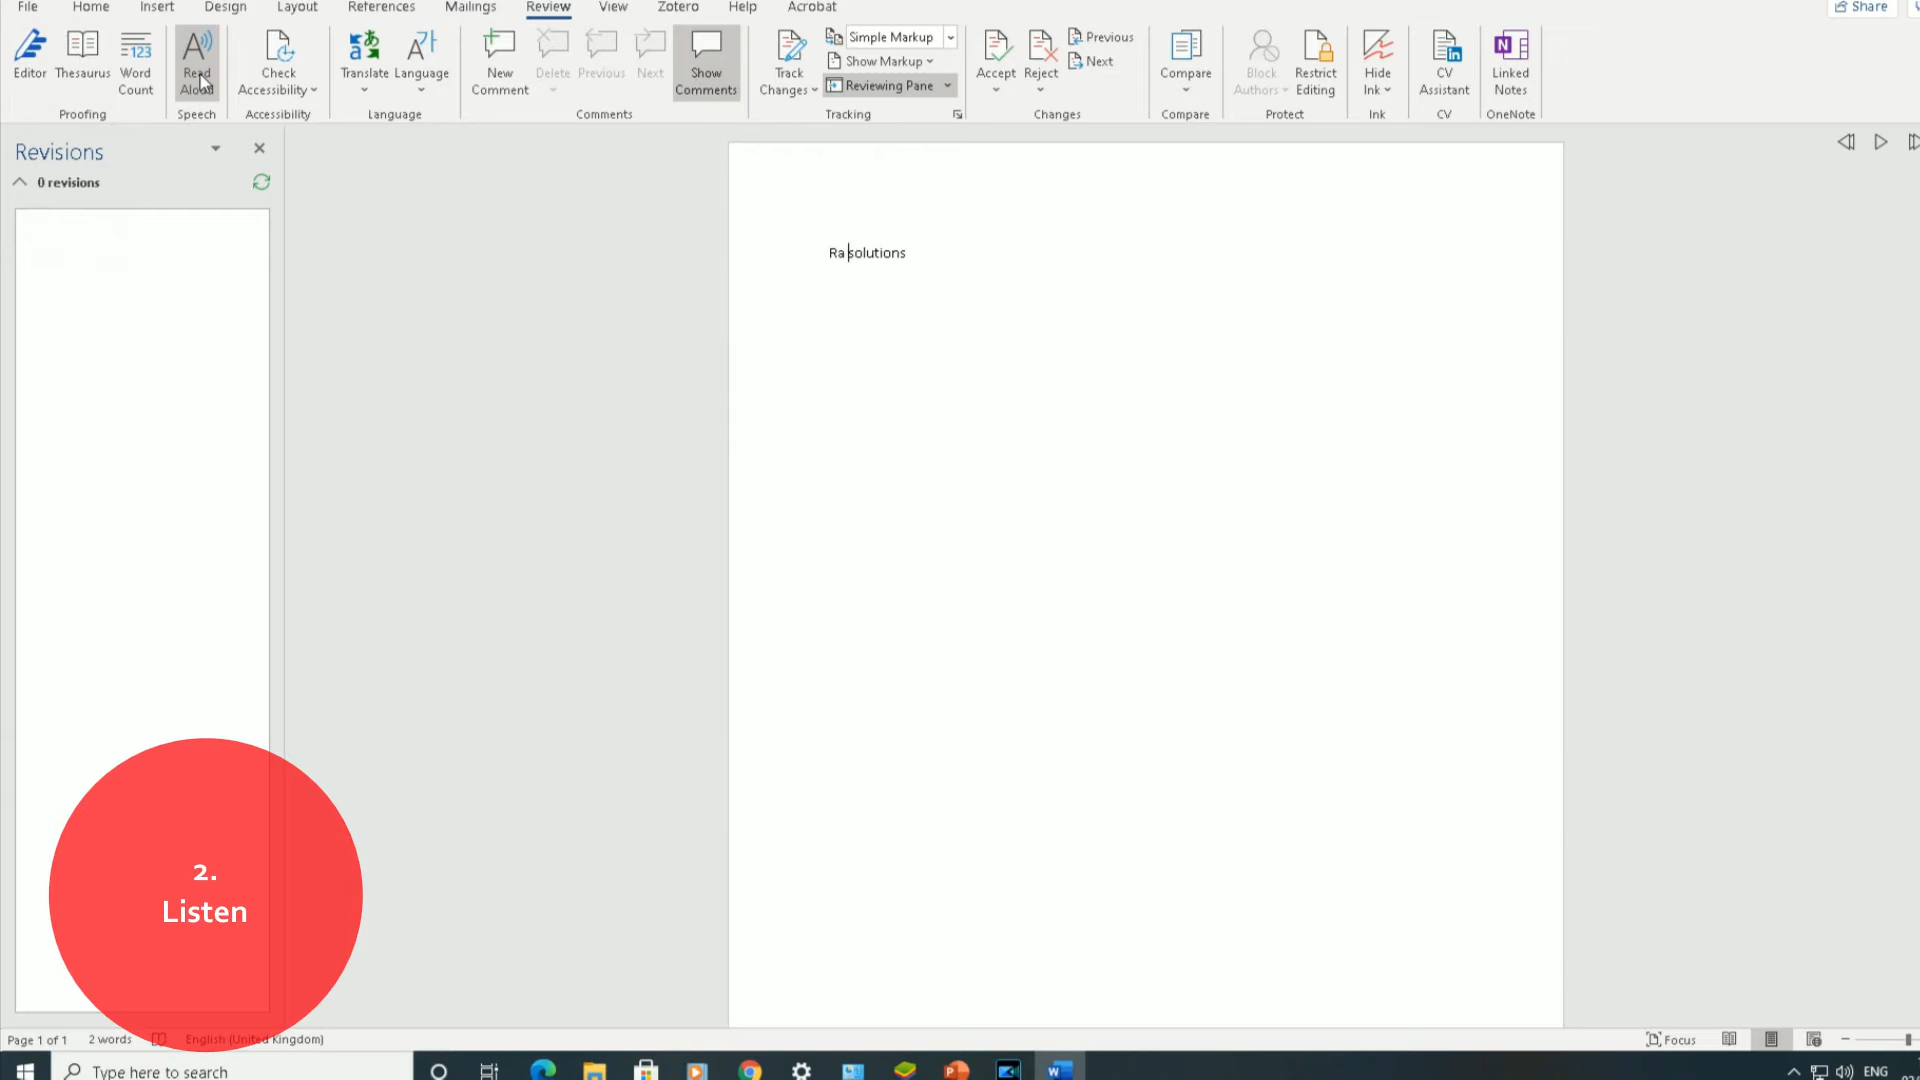 File Home Insert Design Layout References Mailings Review View Zotero Help Acrobat Share
Editor Thesaurus Word Count Read Aloud Check Accessibility Translate Language New Comment Delete Previous Next Show Comments Track Changes Simple Markup Show Markup Reviewing Pane Accept Reject Previous Next Compare Block Authors Restrict Editing Hide Ink CV Assistant Linked Notes
Proofing Speech Accessibility Language Comments Tracking Changes Compare Protect Ink CV OneNote
Revisions
0 revisions
Ra solutions
2.
Listen
Page 1 of 1 2 words English (United Kingdom) Focus
Type here to search ENG